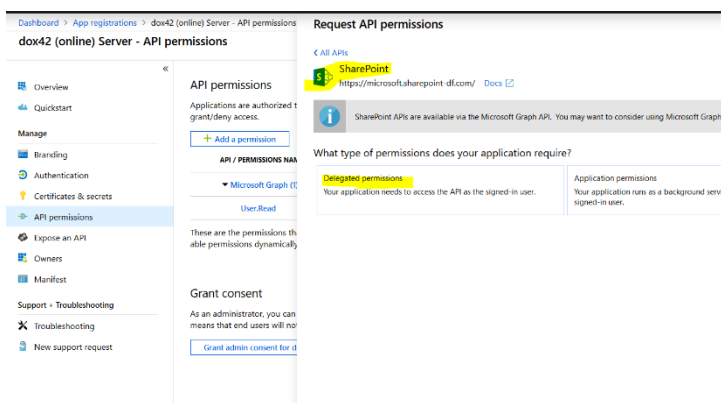 Dashboard > App registrations > dox42 (online) Server - API permissions
dox42 (online) Server - API permissions
«
Overview
Quickstart
Manage
Branding
Authentication
Certificates & secrets
API permissions
Expose an API
Owners
Manifest
Support + Troubleshooting
Troubleshooting
New support request
API permissions
Applications are authorized t
grant/deny access.
+ Add a permission
API / PERMISSIONS NAM
Microsoft Graph (1)
User.Read
These are the permissions th
able permissions dynamically
Grant consent
As an administrator, you can
means that end users will not
Grant admin consent for d
Request API permissions
All APIs
SharePoint
https://microsoft.sharepoint-df.com/ Docs
SharePoint APIs are available via the Microsoft Graph API. You may want to consider using Microsoft Graph
What type of permissions does your application require?
Delegated permissions
Your application needs to access the API as the signed-in user.
Application permissions
Your application runs as a background servi
signed-in user.